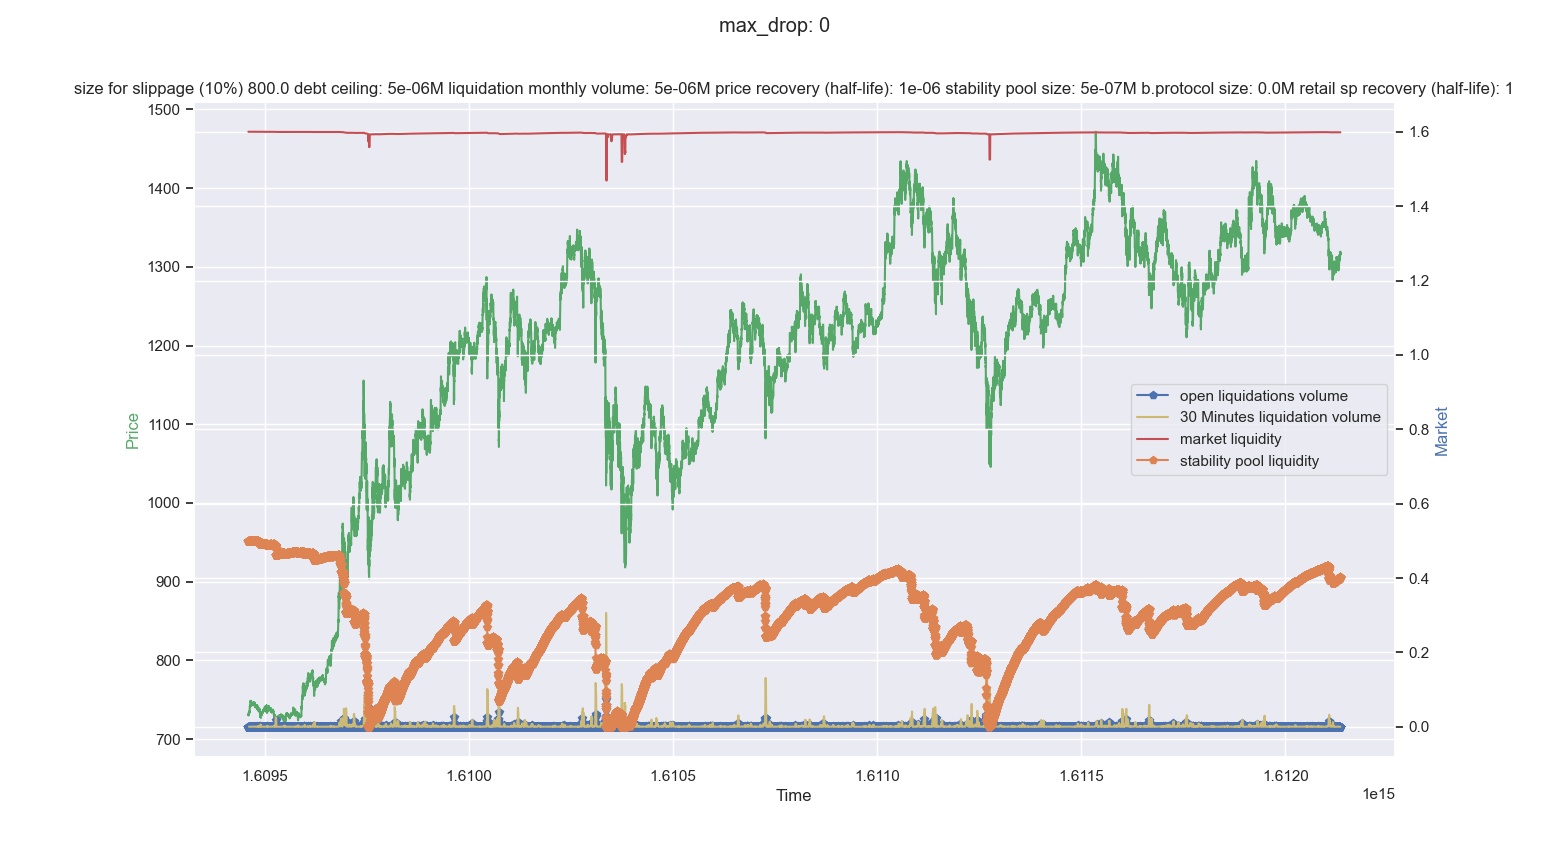 max_drop: 0
size for slippage (10%) 800.0 debt ceiling: 5e-06M liquidation monthly volume: 5e-06M price recovery (half-life): 1e-06 stability pool size: 5e-07M b.protocol size: 0.0M retail sp recovery (half-life): 1
1500
1400
1300
1200
1100
1000
900
800
700
Price
1.6
1.4
1.2
1.0
0.8
0.6
0.4
0.2
0.0
Market
open liquidations volume
30 Minutes liquidation volume
market liquidity
stability pool liquidity
1.6095
1.6100
1.6105
1.6110
1.6115
1.6120
Time
1e15